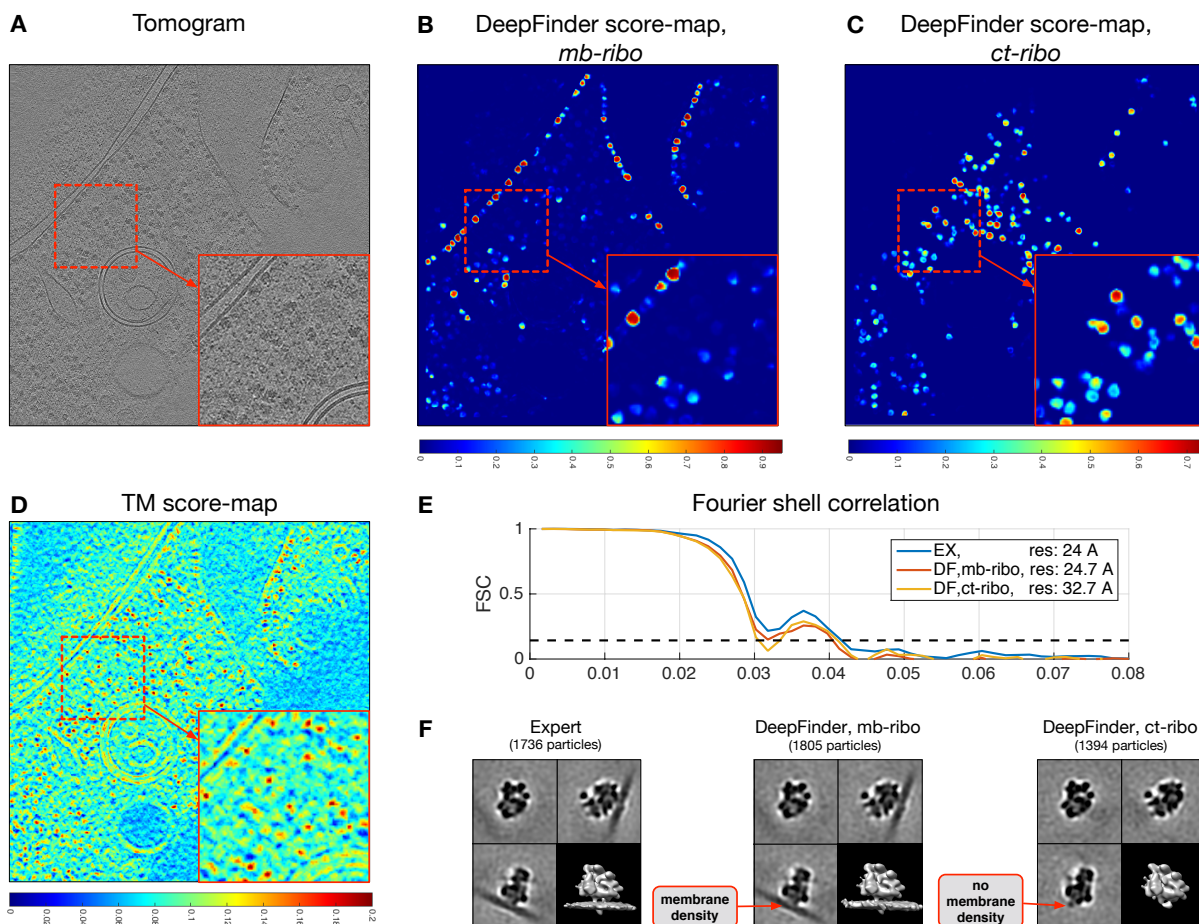 A Tomogram
B DeepFinder score-map,
mb-ribo
C DeepFinder score-map,
ct-ribo
0 0.1 0.2 0.3 0.4 0.5 0.6 0.7 0.8 0.9
0 0.1 0.2 0.3 0.4 0.5 0.6 0.7
D TM score-map
E Fourier shell correlation
1
0.5
0
FSC
EX, res: 24 A
DF,mb-ribo, res: 24.7 A
DF,ct-ribo, res: 32.7 A
0 0.01 0.02 0.03 0.04 0.05 0.06 0.07 0.08
F Expert
(1736 particles)
DeepFinder, mb-ribo
(1805 particles)
DeepFinder, ct-ribo
(1394 particles)
membrane
density
no
membrane
density
0 0.1 0.2